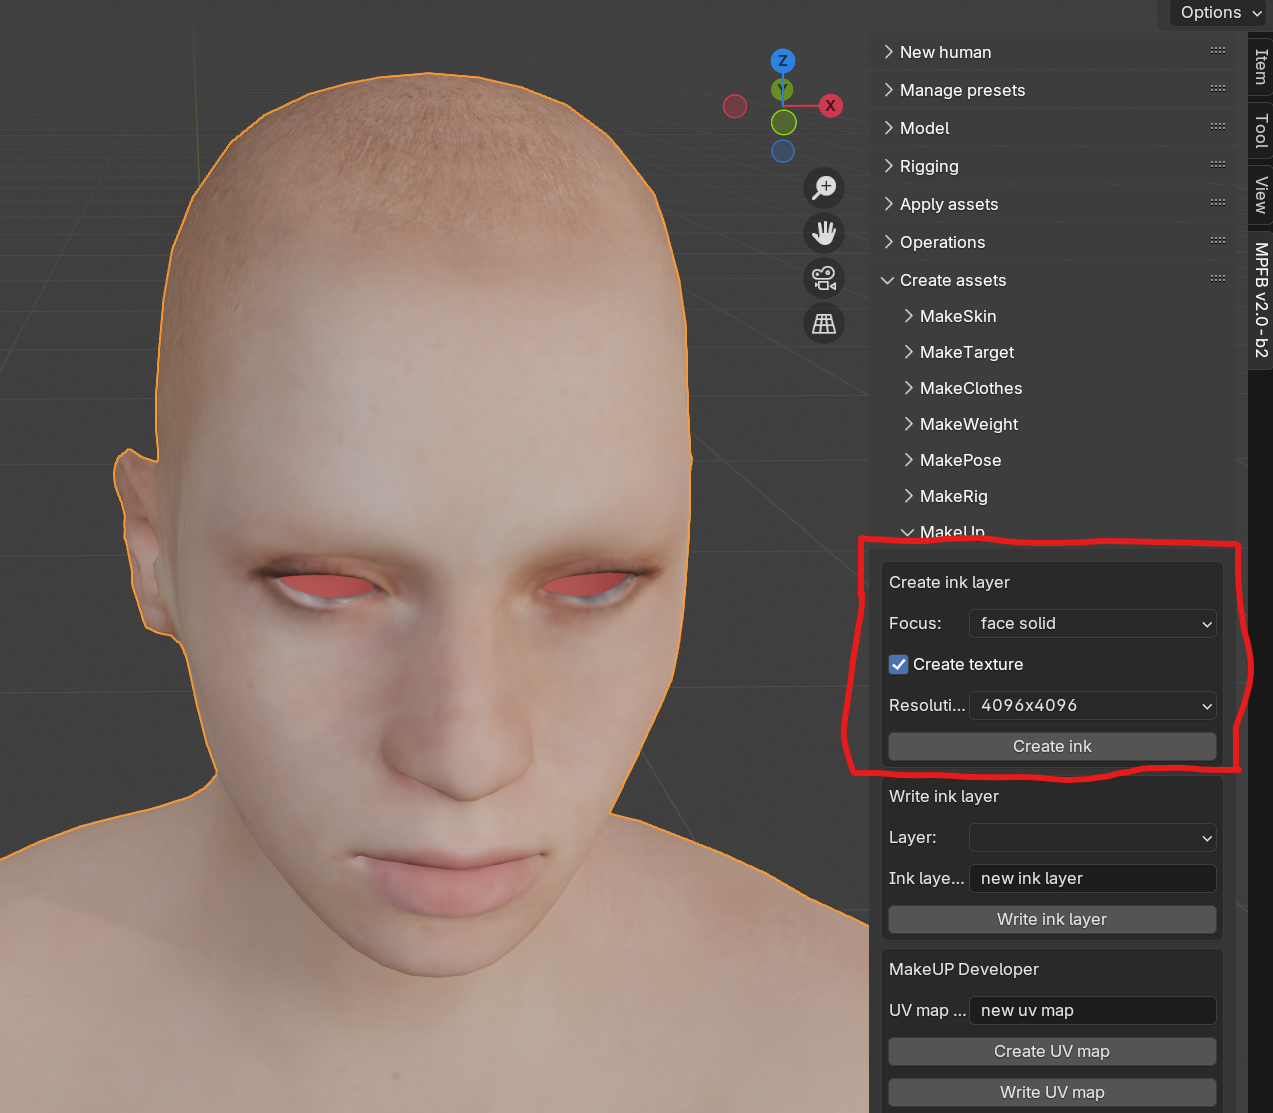 Options
New human
Manage presets
Model
Rigging
Apply assets
Operations
Create assets
MakeSkin
MakeTarget
MakeClothes
MakeWeight
MakePose
MakeRig
MakeUp
Create ink layer
Focus: face solid
Create texture
Resoluti... 4096x4096
Create ink
Write ink layer
Layer:
Ink laye... new ink layer
Write ink layer
MakeUP Developer
UV map ... new uv map
Create UV map
Write UV map
Item
Tool
View
MPFB v2.0-b2
Z
Y
X